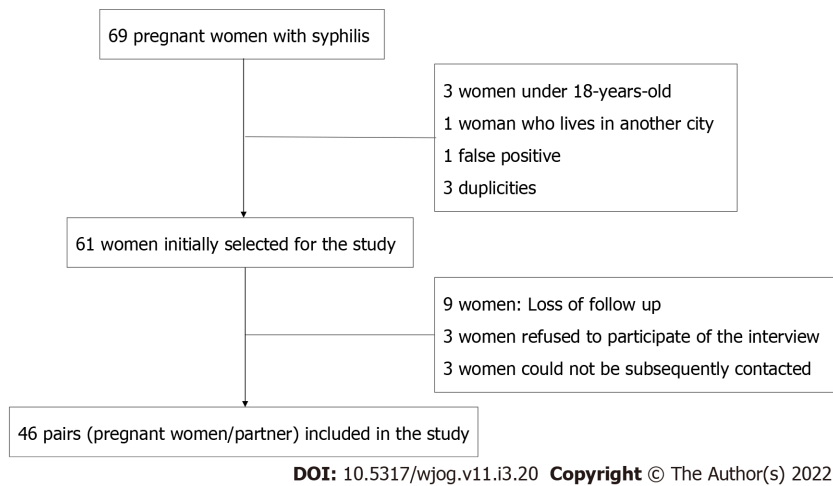 69 pregnant women with syphilis
3 women under 18-years-old
1 woman who lives in another city
1 false positive
3 duplicities
61 women initially selected for the study
9 women: Loss of follow up
3 women refused to participate of the interview
3 women could not be subsequently contacted
46 pairs (pregnant women/partner) included in the study
DOI: 10.5317/wjog.v11.i3.20 Copyright © The Author(s) 2022